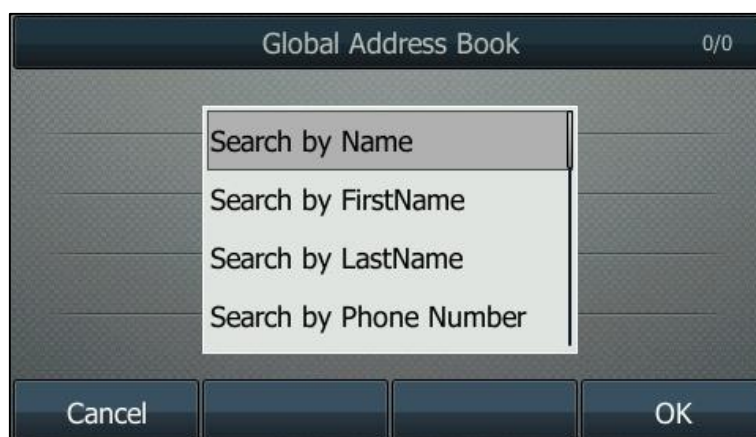 Global Address Book 0/0
Search by Name
Search by FirstName
Search by LastName
Search by Phone Number
Cancel OK